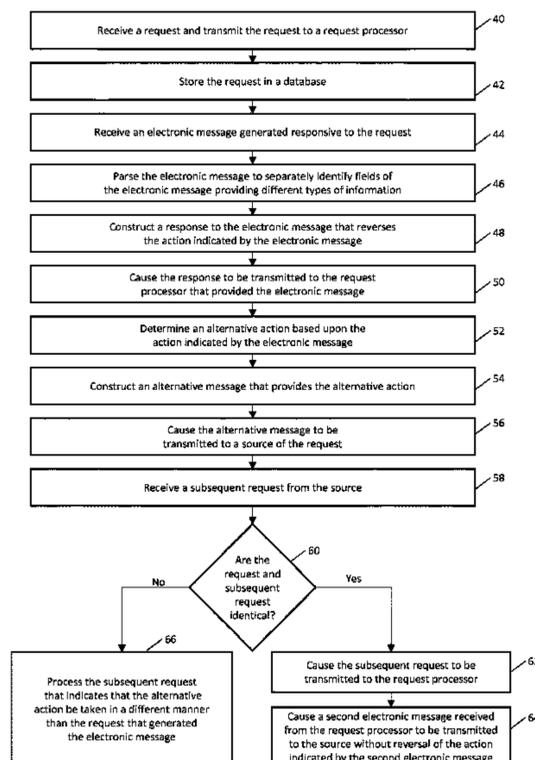 Receive a request and transmit the request to a request processor
40
Store the request in a database
42
Receive an electronic message generated responsive to the request
44
Parse the electronic message to separately identify fields of
the electronic message providing different types of information
46
Construct a response to the electronic message that reverses
the action indicated by the electronic message
48
Cause the response to be transmitted to the request
processor that provided the electronic message
50
Determine an alternative action based upon the
action indicated by the electronic message
52
Construct an alternative message that provides the alternative action
54
Cause the alternative message to be
transmitted to a source of the request
56
Receive a subsequent request from the source
58
Are the
request and
subsequent
request
identical?
60
No
Yes
66
Process the subsequent request
that indicates that the alternative
action be taken in a different manner
than the request that generated
the electronic message
Cause the subsequent request to be
transmitted to the request processor
Cause a second electronic message received
from the request processor to be transmitted
to the source without reversal of the action
indicated by the second electronic message